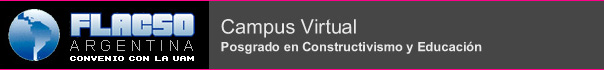 FLACSO
ARGENTINA
CONVENIO CON LA UAM
Campus Virtual
Posgrado en Constructivismo y Educación